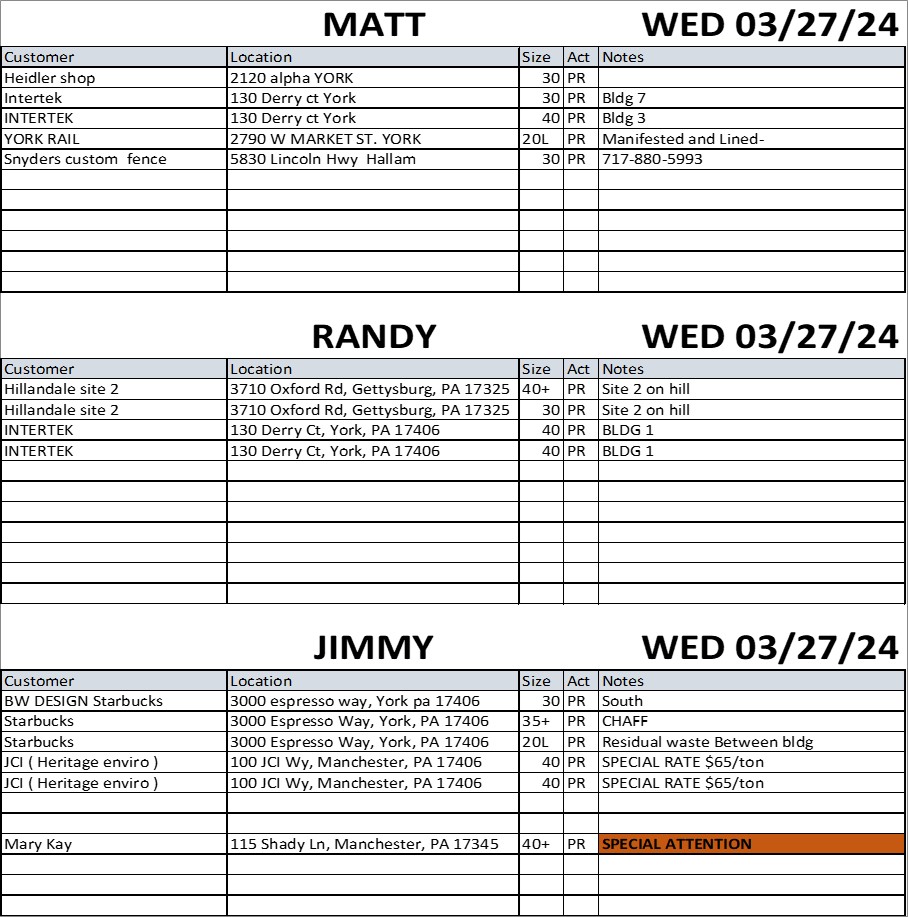 MATT WED 03/27/24
Customer Location Size Act Notes
Heidler shop 2120 alpha YORK 30 PR
Intertek 130 Derry ct York 30 PR Bldg 7
INTERTEK 130 Derry ct York 40 PR Bldg 3
YORK RAIL 2790 W MARKET ST. YORK 20L PR Manifested and Lined-
Snyders custom  fence 5830 Lincoln Hwy  Hallam 30 PR 717-880-5993
RANDY WED 03/27/24
Customer Location Size Act Notes
Hillandale site 2 3710 Oxford Rd, Gettysburg, PA 17325 40+ PR Site 2 on hill
Hillandale site 2 3710 Oxford Rd, Gettysburg, PA 17325 30 PR Site 2 on hill
INTERTEK 130 Derry Ct, York, PA 17406 40 PR BLDG 1
INTERTEK 130 Derry Ct, York, PA 17406 40 PR BLDG 1
JIMMY WED 03/27/24
Customer Location Size Act Notes
BW DESIGN Starbucks 3000 espresso way, York pa 17406 30 PR South
Starbucks 3000 Espresso Way, York, PA 17406 35+ PR CHAFF
Starbucks 3000 Espresso Way, York, PA 17406 20L PR Residual waste Between bldg
JCI ( Heritage enviro ) 100 JCI Wy, Manchester, PA 17406 40 PR SPECIAL RATE $65/ton
JCI ( Heritage enviro ) 100 JCI Wy, Manchester, PA 17406 40 PR SPECIAL RATE $65/ton
Mary Kay 115 Shady Ln, Manchester, PA 17345 40+ PR SPECIAL ATTENTION